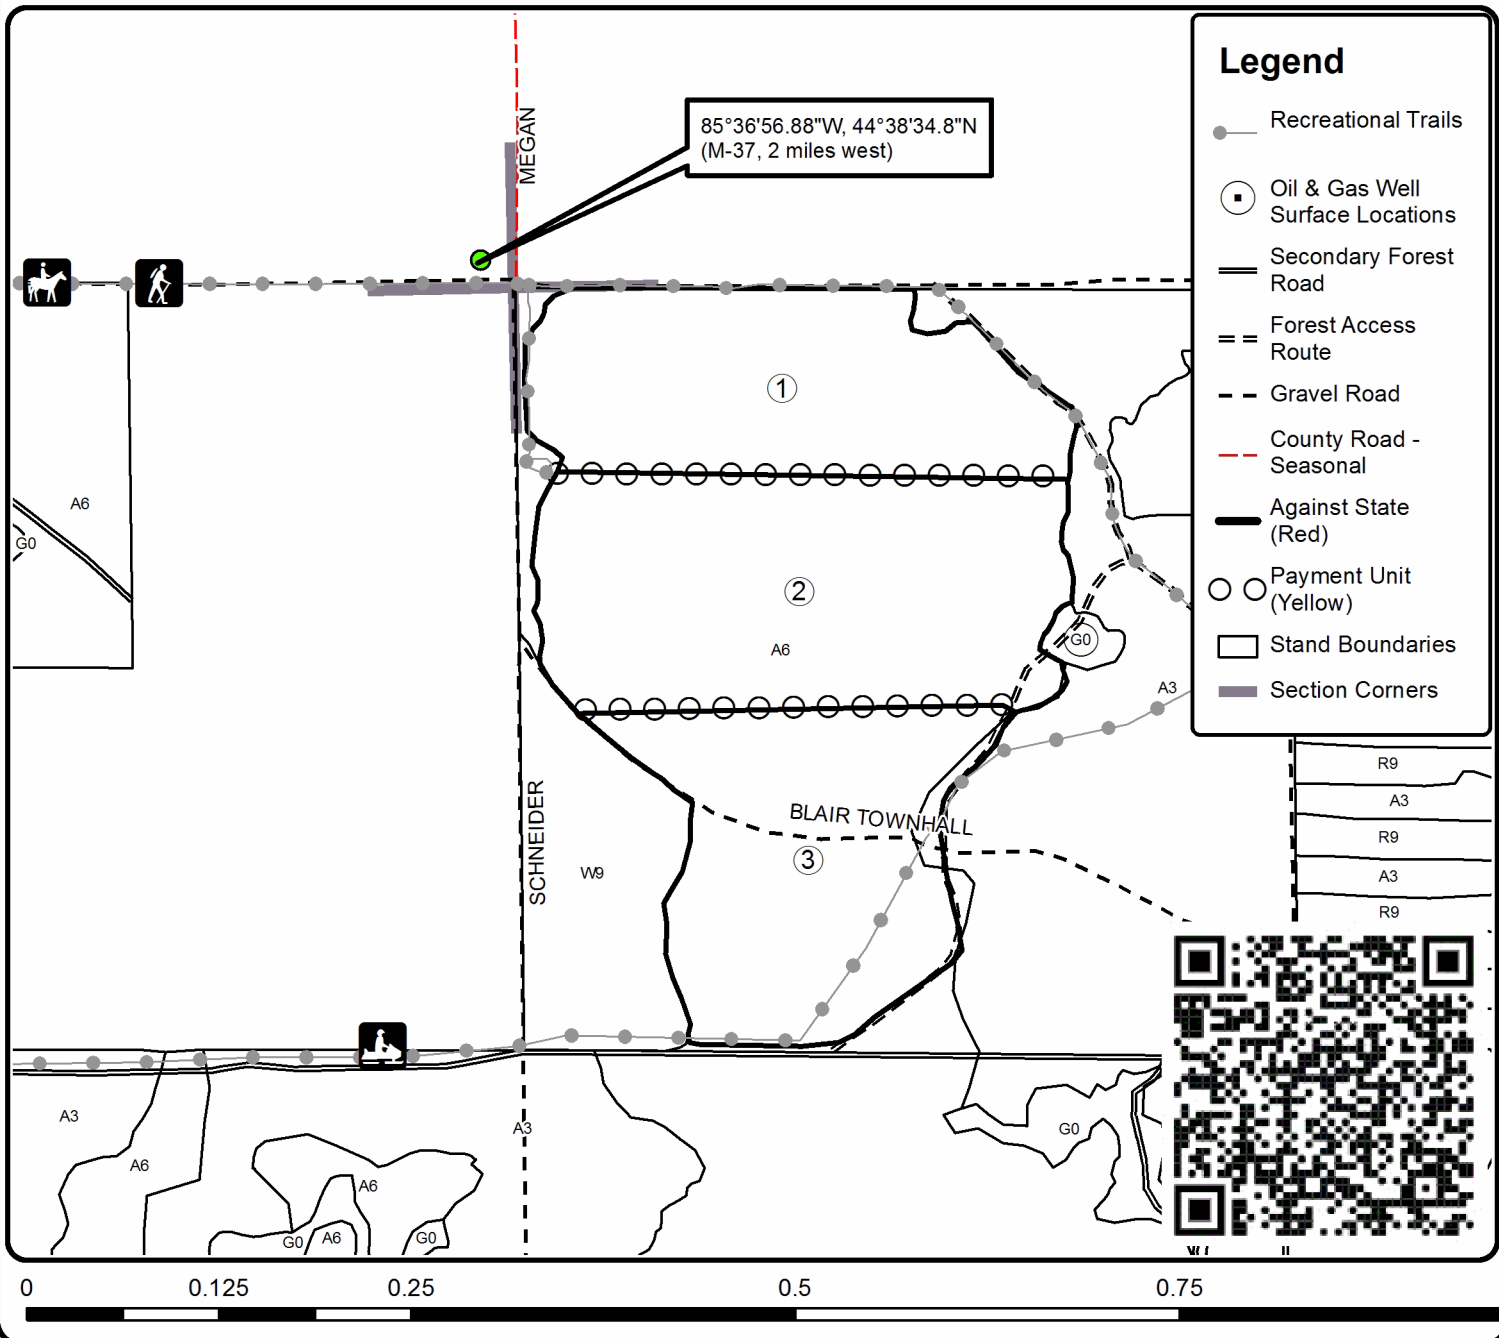 Legend
Recreational Trails
Oil & Gas Well
Surface Locations
Secondary Forest
Road
Forest Access
Route
Gravel Road
County Road -
Seasonal
Against State
(Red)
Payment Unit
(Yellow)
Stand Boundaries
Section Corners
85°36'56.88"W, 44°38'34.8"N
(M-37, 2 miles west)
MEGAN
1
A6
G0
2
A6
G0
A3
SCHNEIDER
BLAIR TOWNHALL
3
W9
R9
A3
R9
A3
R9
A3
A6
A3
A6
G0
A6
G0
G0
0
0.125
0.25
0.5
0.75